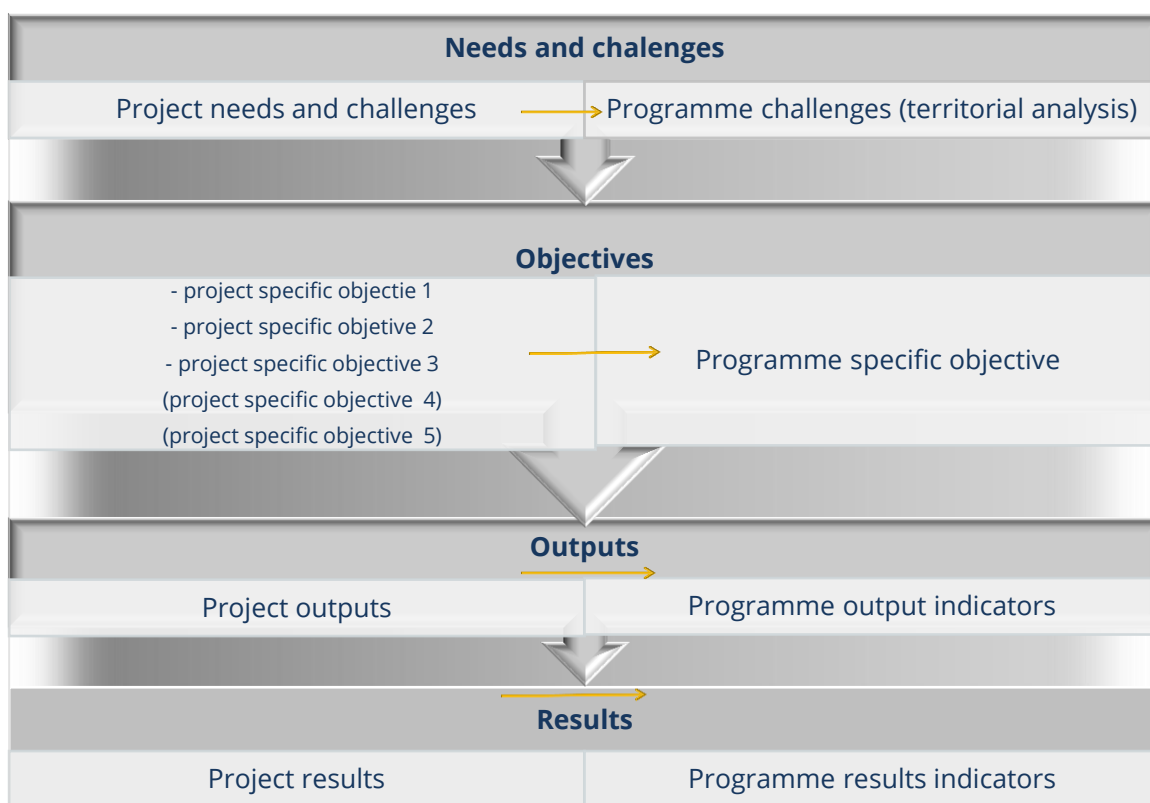 Needs and chalenges
Project needs and challenges
Programme challenges (territorial analysis)
Objectives
- project specific objectie 1
- project specific objetive 2
- project specific objective 3
(project specific objective  4)
(project specific objective  5)
Programme specific objective
Outputs
Project outputs
Programme output indicators
Results
Project results
Programme results indicators